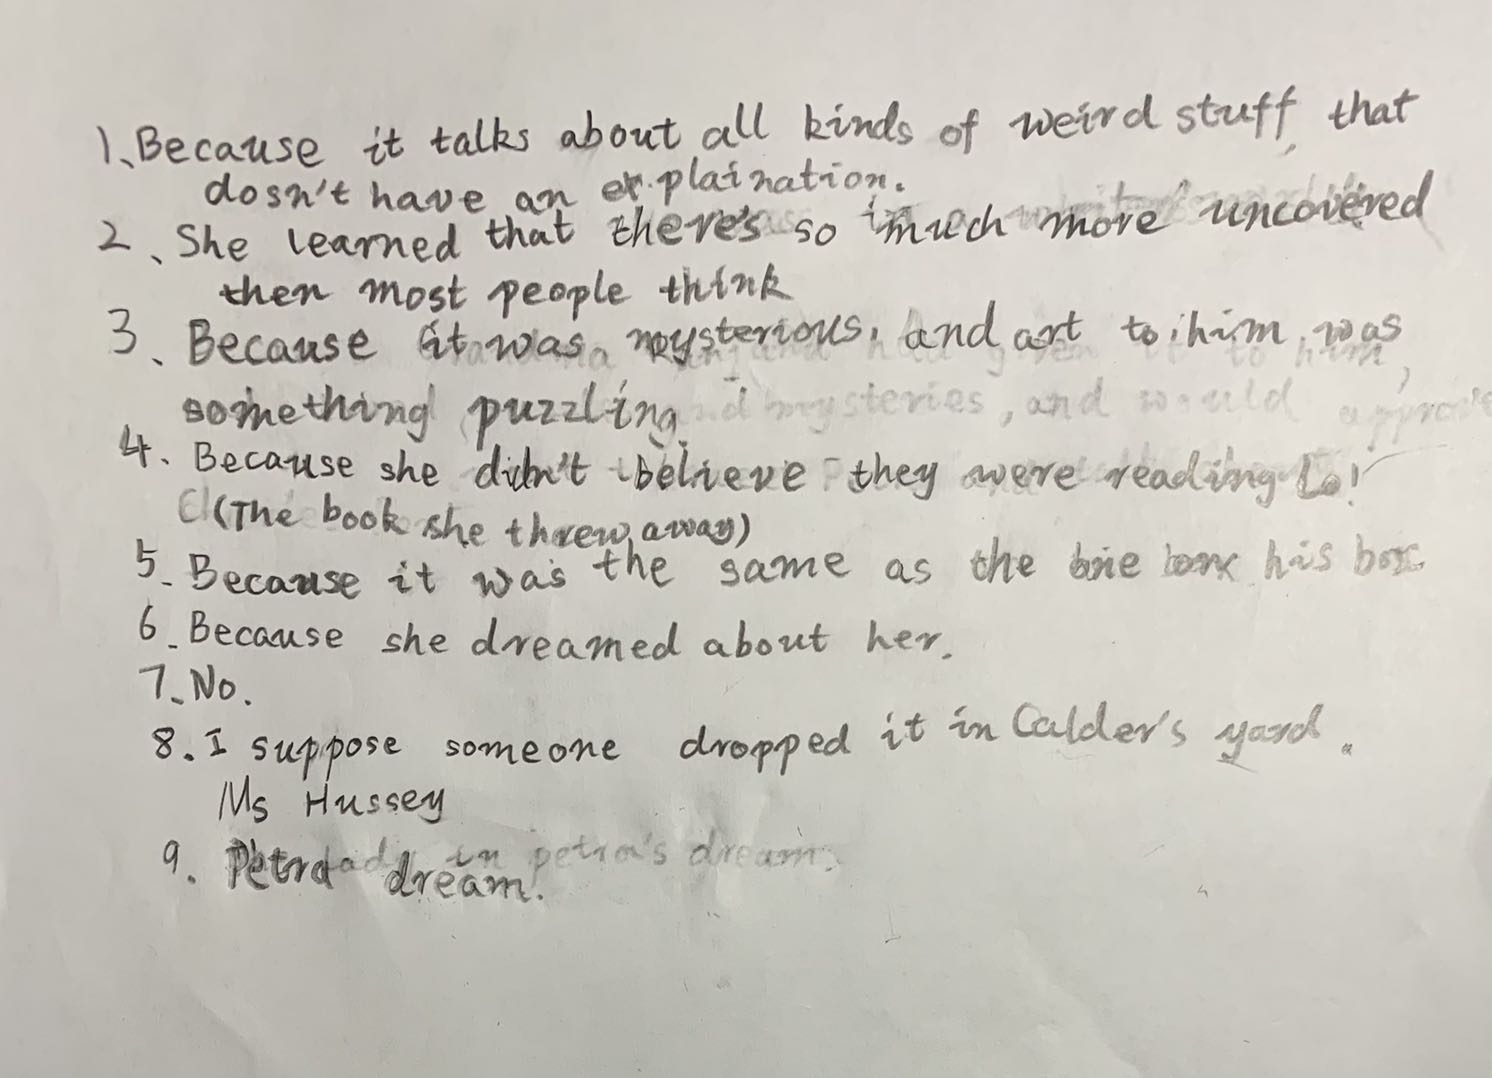 1、Because it talks about all kinds of weird stuff, that
dosn't have an explaination.
2、She learned that there's so much more uncovered
then most people think
3、Because it was mysterious, and art to him was
something puzzling.
4. Because she didn't believe they were reading Lo!
(The book she threw away)
5. Because it was the same as the his box
6. Because she dreamed about her.
7. No.
8. I suppose someone dropped it in Calder's yard.
Ms Hussey
9. Petra dream.